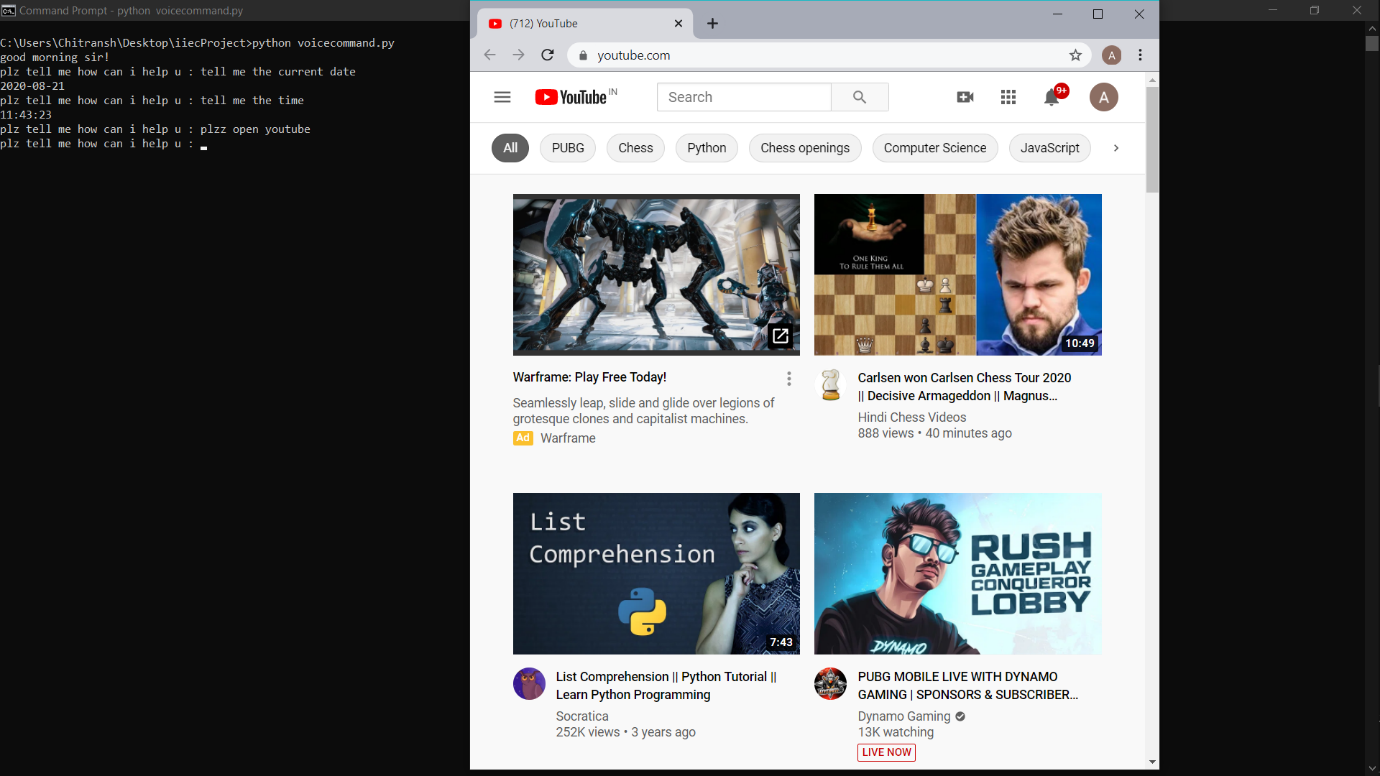 Command Prompt - python  voicecommand.py
C:\Users\Chitransh\Desktop\iiecProject>python voicecommand.py
good morning sir!
plz tell me how can i help u : tell me the current date
2020-08-21
plz tell me how can i help u : tell me the time
11:43:23
plz tell me how can i help u : plzz open youtube
plz tell me how can i help u :
(712) YouTube
youtube.com
A
YouTube IN
Search
9+
A
All
PUBG
Chess
Python
Chess openings
Computer Science
JavaScript
ONE KING
TO RULE THEM ALL
10:49
Warframe: Play Free Today!
Seamlessly leap, slide and glide over legions of
grotesque clones and capitalist machines.
Ad Warframe
Carlsen won Carlsen Chess Tour 2020
|| Decisive Armageddon || Magnus...
Hindi Chess Videos
888 views • 40 minutes ago
List
Comprehension
7:43
RUSH
GAMEPLAY
CONQUEROR
LOBBY
DYNAMO
List Comprehension || Python Tutorial ||
Learn Python Programming
Socratica
252K views • 3 years ago
PUBG MOBILE LIVE WITH DYNAMO
GAMING | SPONSORS & SUBSCRIBER...
Dynamo Gaming
13K watching
LIVE NOW